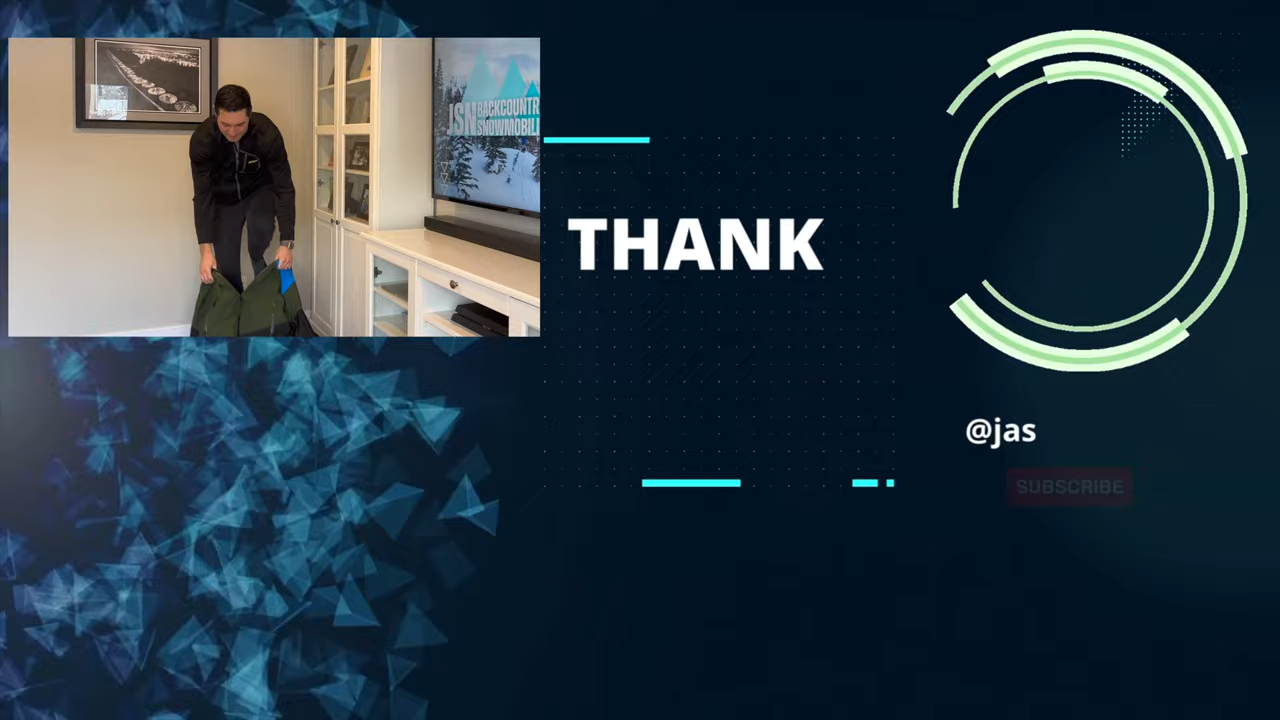 JSN BACKCOUNTR
SNOWMOBILI
THANK
@jas
SUBSCRIBE